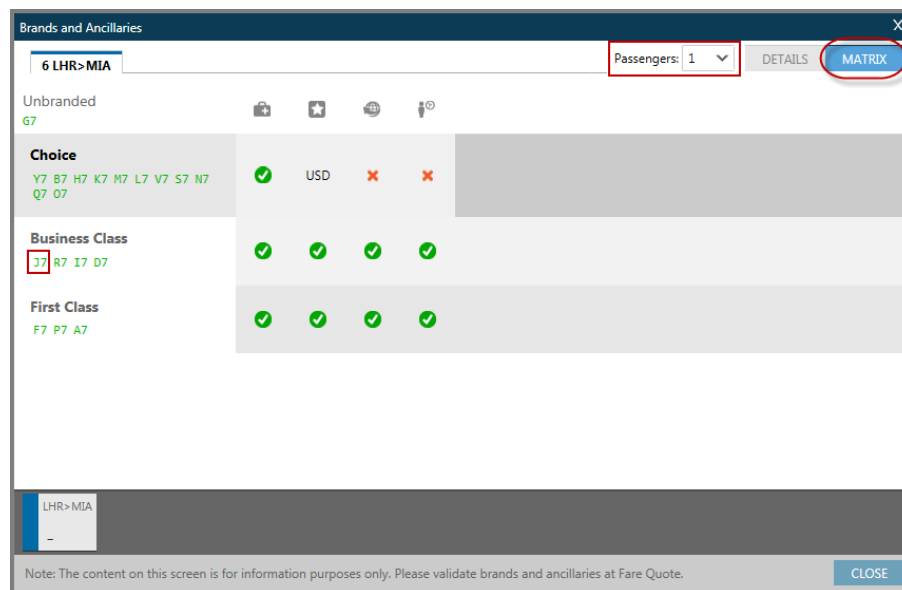 Brands and Ancillaries
X
6 LHR>MIA
Passengers: 1
DETAILS
MATRIX
Unbranded
G7
Choice
Y7 B7 H7 K7 M7 L7 V7 S7 N7
Q7 O7
USD
Business Class
J7 R7 I7 D7
First Class
F7 P7 A7
LHR>MIA
–
Note: The content on this screen is for information purposes only. Please validate brands and ancillaries at Fare Quote.
CLOSE